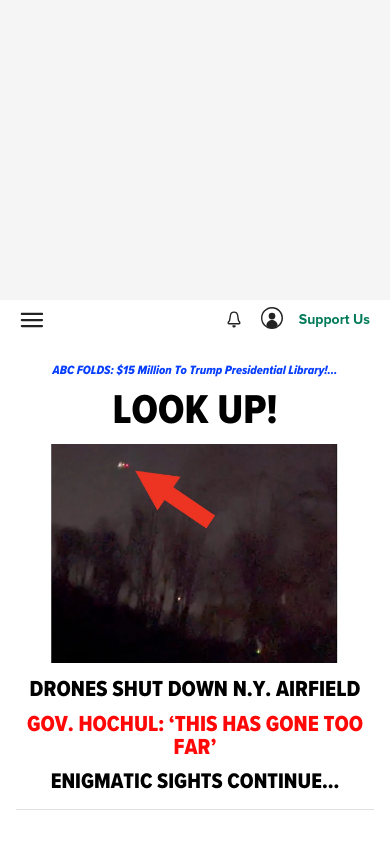 Support Us
ABC FOLDS: $15 Million To Trump Presidential Library!...
LOOK UP!
DRONES SHUT DOWN N.Y. AIRFIELD
GOV. HOCHUL: ‘THIS HAS GONE TOO
FAR’
ENIGMATIC SIGHTS CONTINUE...